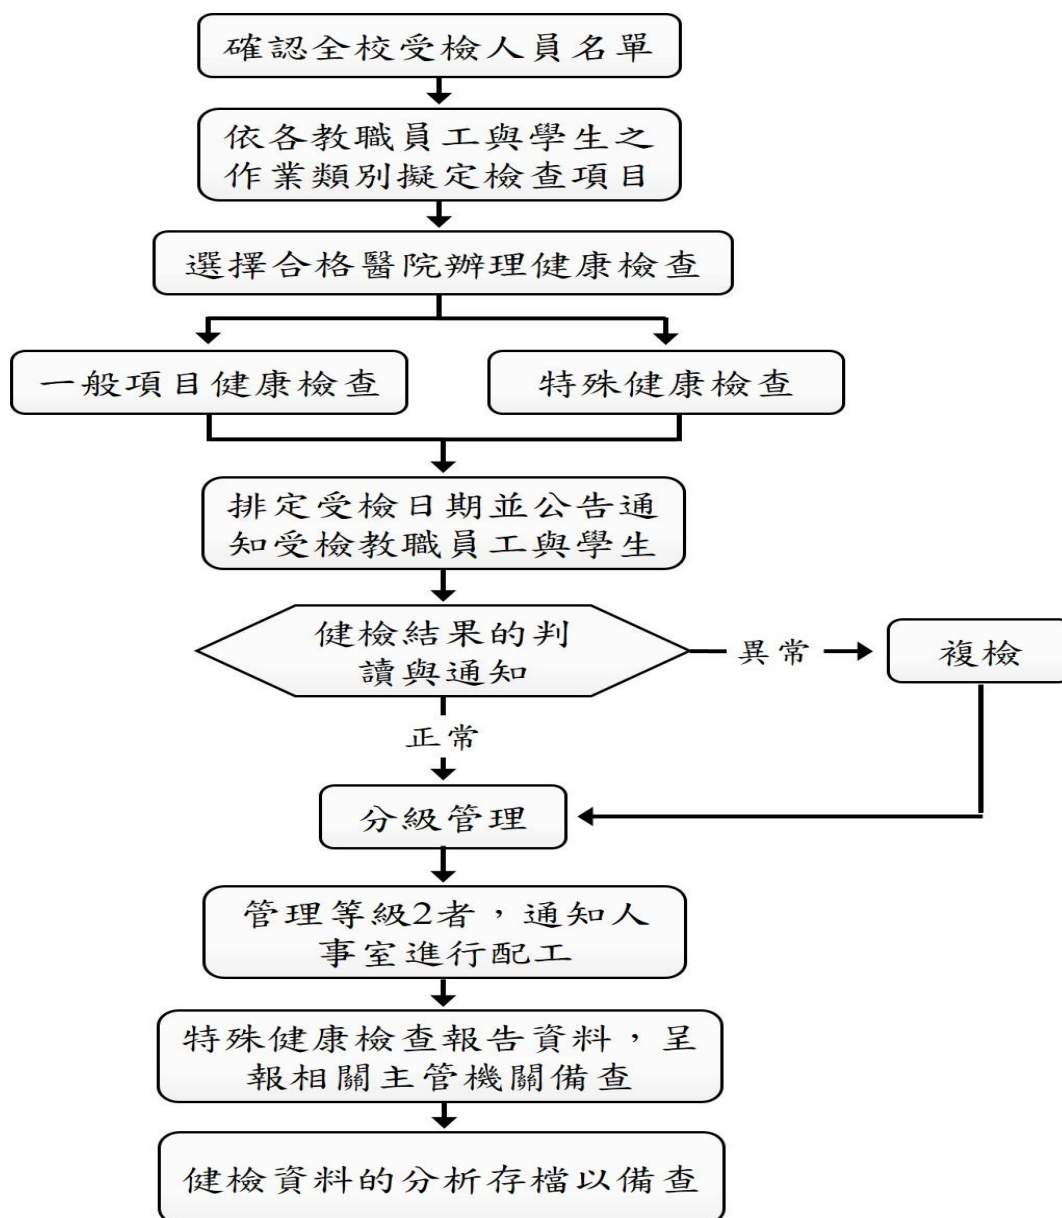 確認全校受檢人員名單
依各教職員工與學生之
作業類別擬定檢查項目
選擇合格醫院辦理健康檢查
一般項目健康檢查
特殊健康檢查
排定受檢日期並公告通
知受檢教職員工與學生
健檢結果的判
讀與通知
異常
複檢
正常
分級管理
管理等級2者，通知人
事室進行配工
特殊健康檢查報告資料，呈
報相關主管機關備查
健檢資料的分析存檔以備查